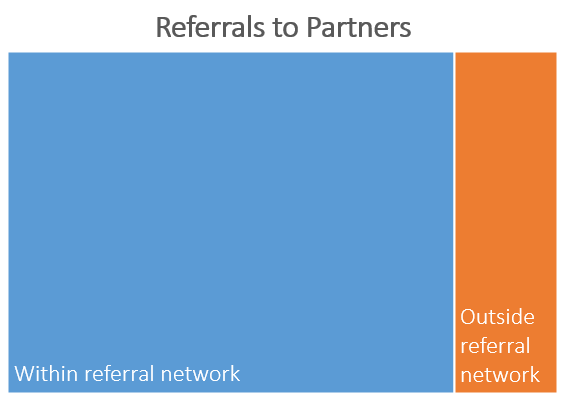 Referrals to Partners
Within referral network
Outside
referral
network